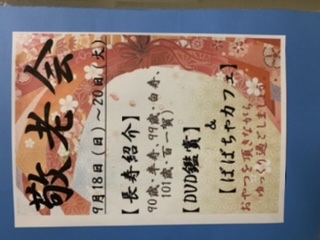 敬老会
9月18日(日)~20日(火)
【長寿紹介】
90歳・卒寿、99歳・白寿、
101歳・百一賀)
【DVD鑑賞】
&
【ばばちゃカフェ】
おやつを頂きながら
ゆっくり過ごしましょ